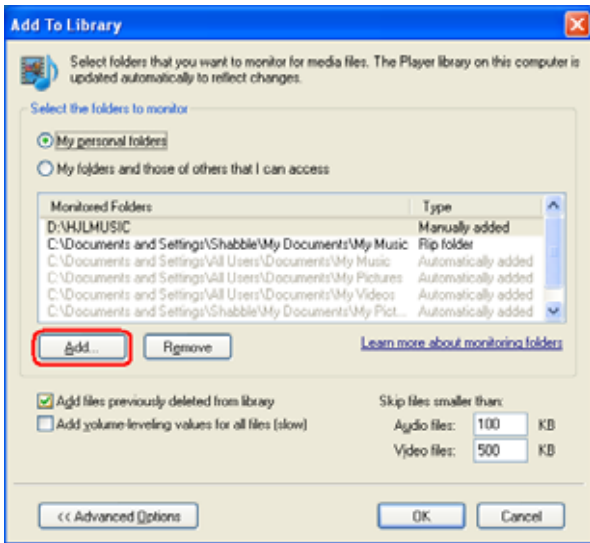 Add To Library
Select folders that you want to monitor for media files. The Player library on this computer is
updated automatically to reflect changes.
Select the folders to monitor
My personal folders
My folders and those of others that I can access
Monitored Folders Type
D:\HJLMUSIC Manually added
C:\Documents and Settings\Shabble\My Documents\My Music Rip folder
C:\Documents and Settings\All Users\Documents\My Music Automatically added
C:\Documents and Settings\All Users\Documents\My Pictures Automatically added
C:\Documents and Settings\All Users\Documents\My Videos Automatically added
C:\Documents and Settings\Shabble\My Documents\My Pict... Automatically added
Add... Remove Learn more about monitoring folders
Add files previously deleted from library Skip files smaller than:
Add volume-leveling values for all files (slow) Audio files: 100 KB
Video files: 500 KB
<< Advanced Options OK Cancel